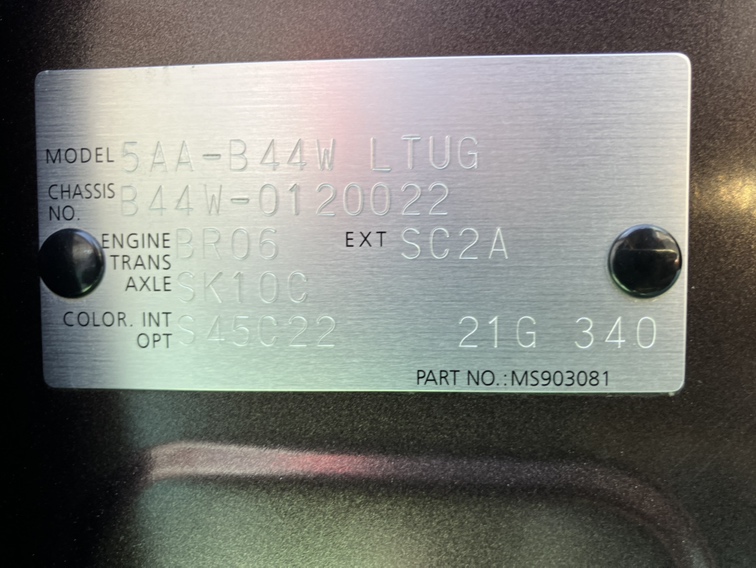 MODEL 5AA-B44W LTUG
CHASSIS NO. B44W-0120022
ENGINE BR06 EXT SC2A
TRANS AXLE SK10C
COLOR. INT OPT S45C22 21G 340
PART NO.:MS903081